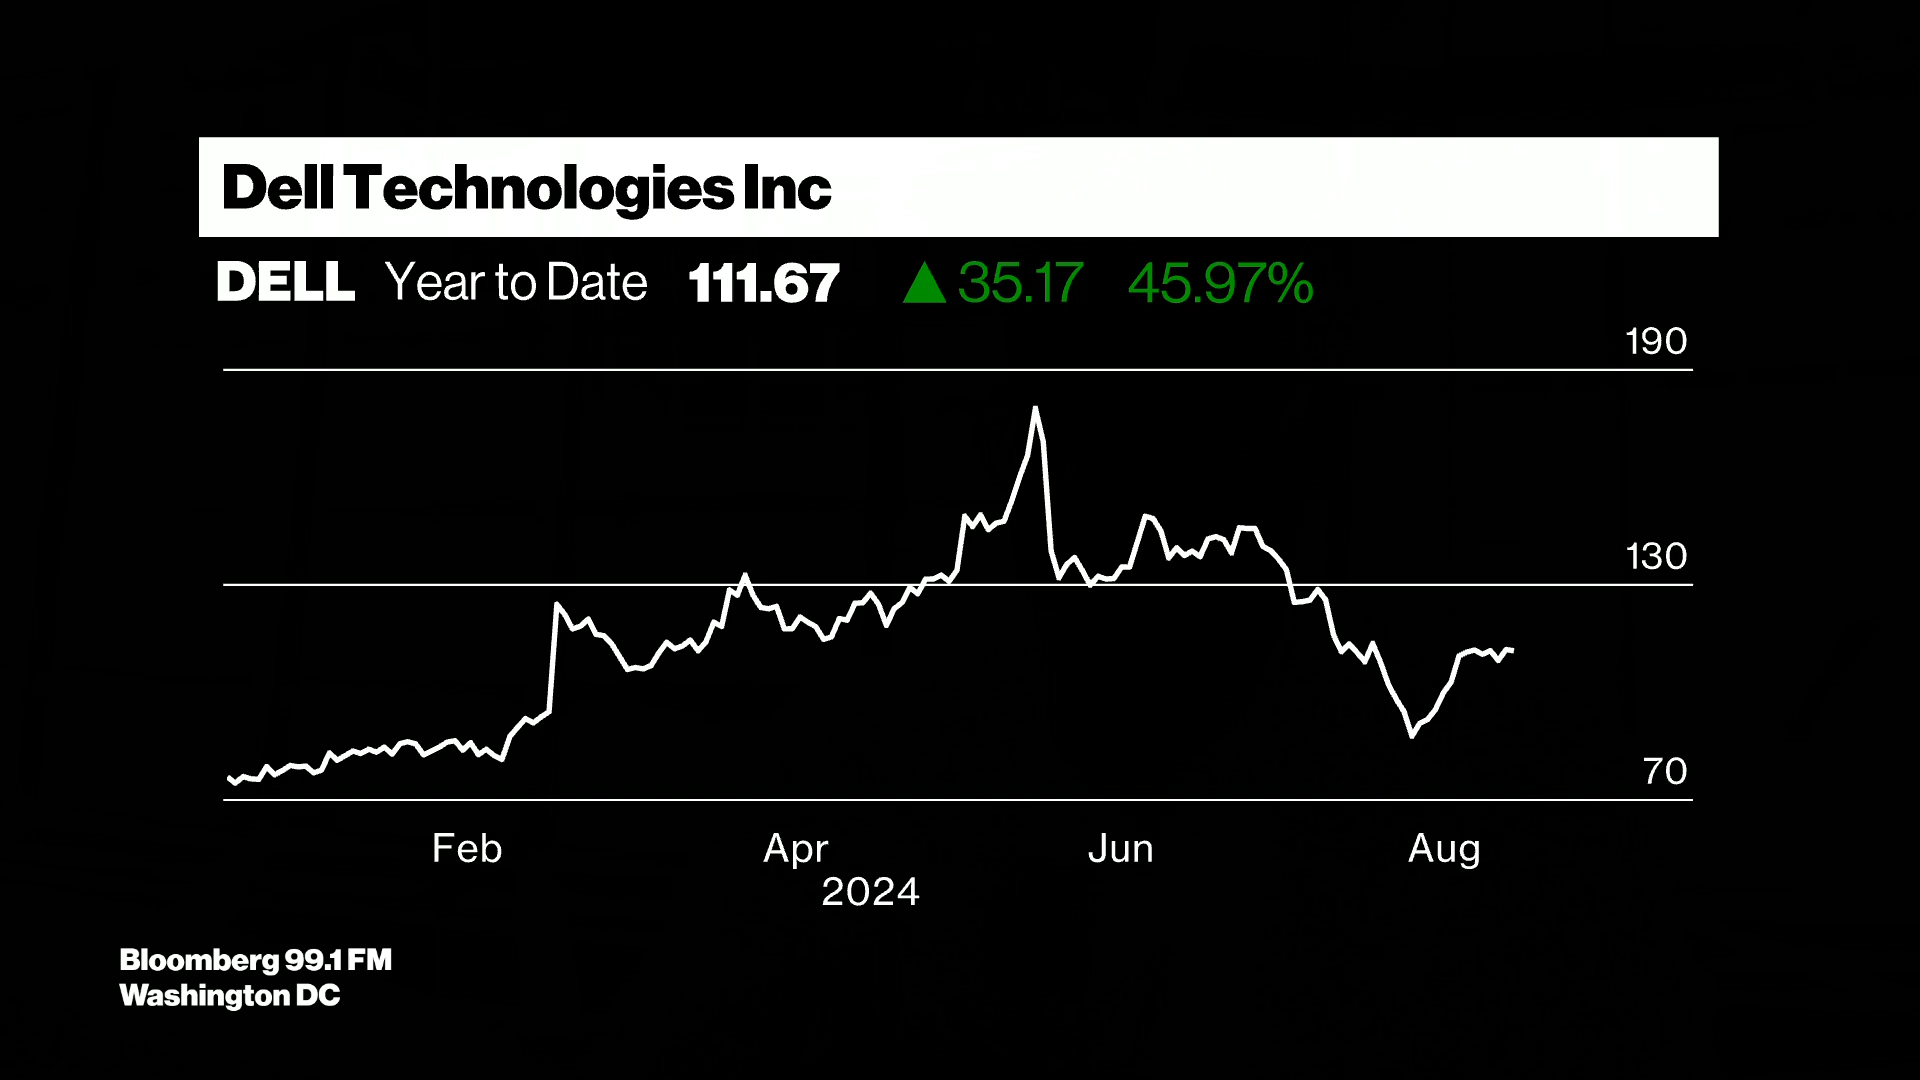 Dell Technologies Inc
DELL Year to Date 111.67 ▲35.17 45.97%
190
130
70
Feb Apr Jun Aug
2024
Bloomberg 99.1 FM
Washington DC